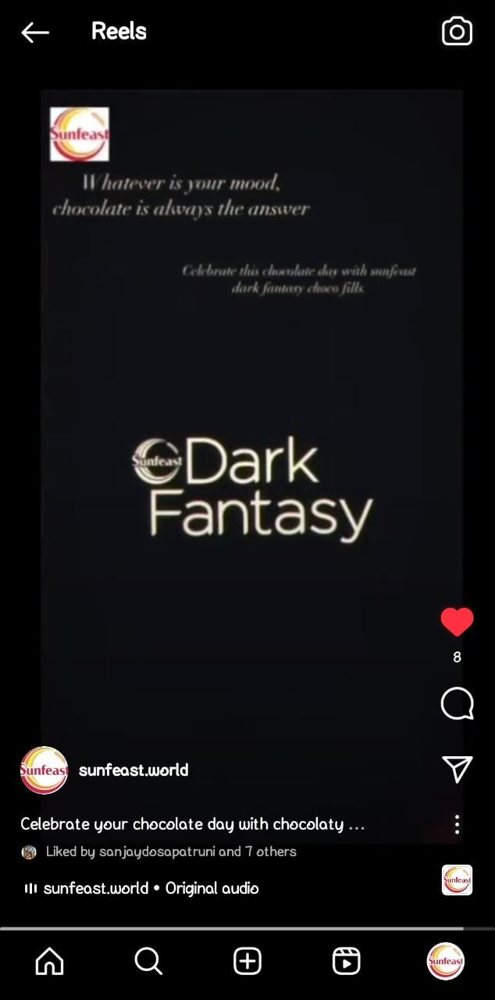 Reels
Sunfeast
Whatever is your mood,
chocolate is always the answer
Celebrate this chocolate day with sunfeast
dark fantasy choco fills
Sunfeast
Dark
Fantasy
8
Sunfeast
sunfeast.world
Celebrate your chocolate day with chocolaty ...
Liked by sanjaydosapatruni and 7 others
Sunfeast
sunfeast.world • Original audio
Sunfeast